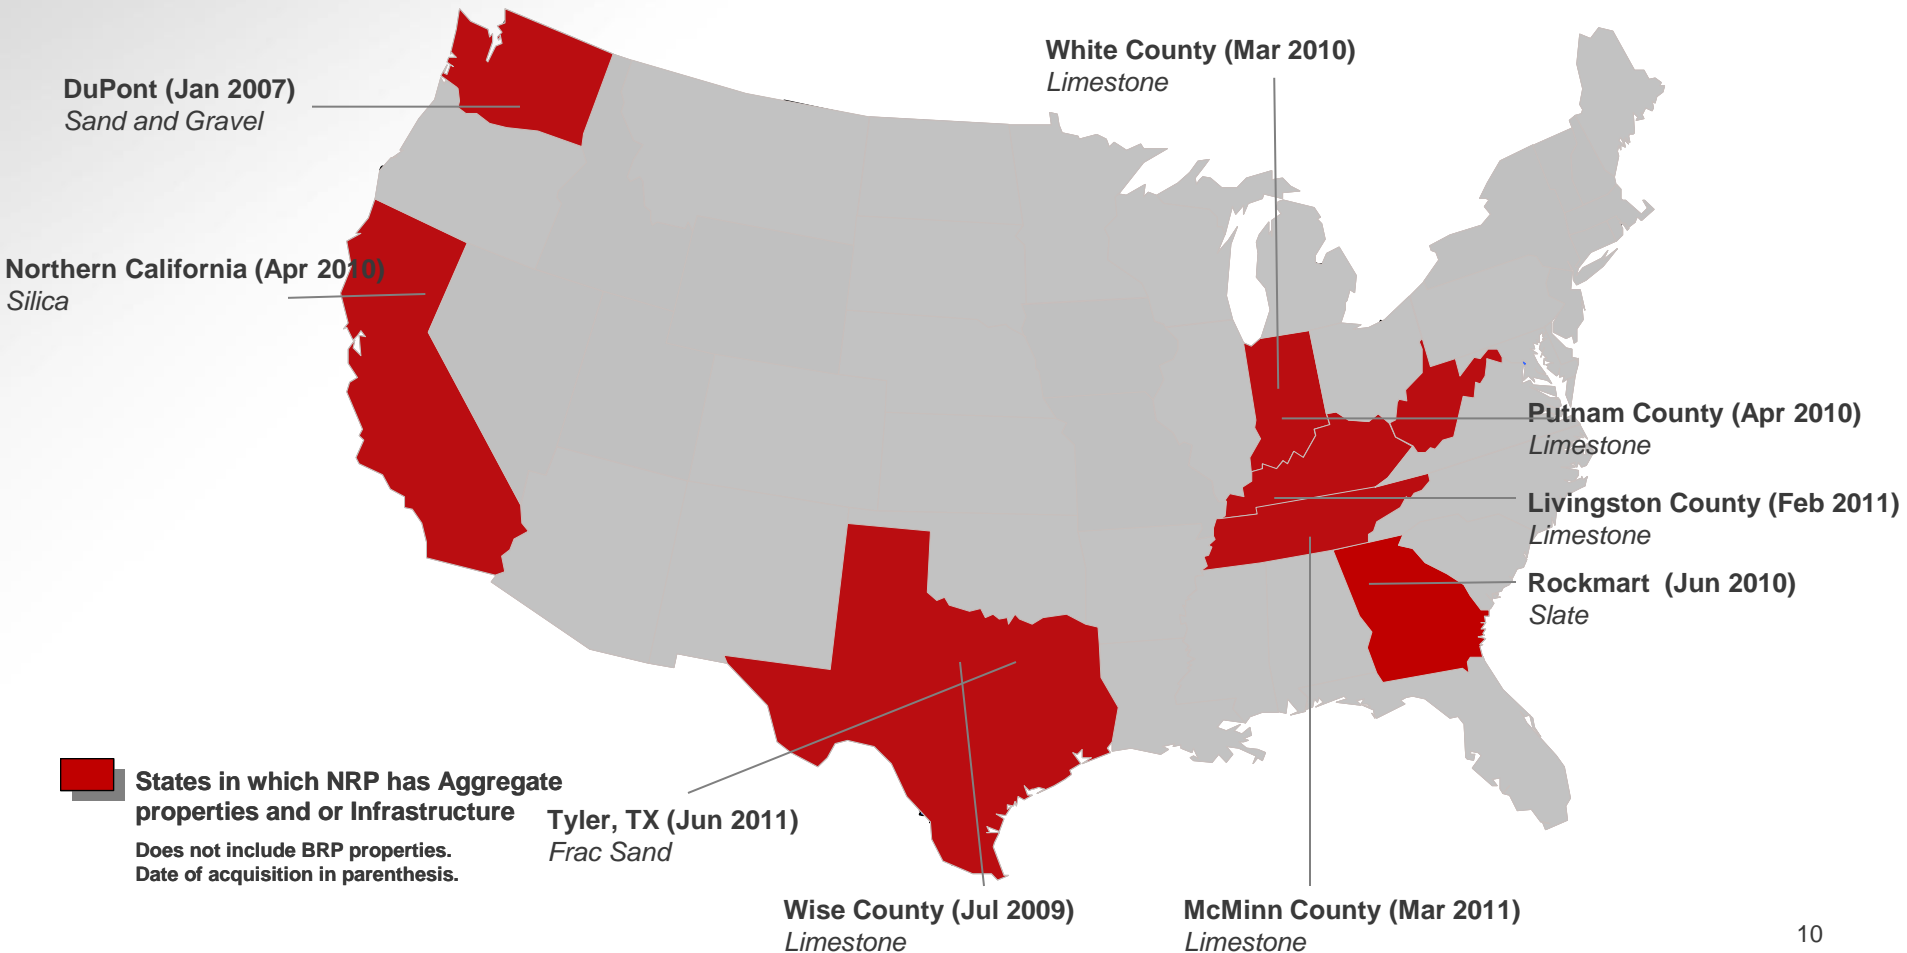 White County (Mar 2010)
Limestone
DuPont (Jan 2007)
Sand and Gravel
Northern California (Apr 2010)
Silica
Putnam County (Apr 2010)
Limestone
Livingston County (Feb 2011)
Limestone
Rockmart (Jun 2010)
Slate
States in which NRP has Aggregate
properties and or Infrastructure
Does not include BRP properties.
Date of acquisition in parenthesis.
Tyler, TX (Jun 2011)
Frac Sand
Wise County (Jul 2009)
Limestone
McMinn County (Mar 2011)
Limestone
10